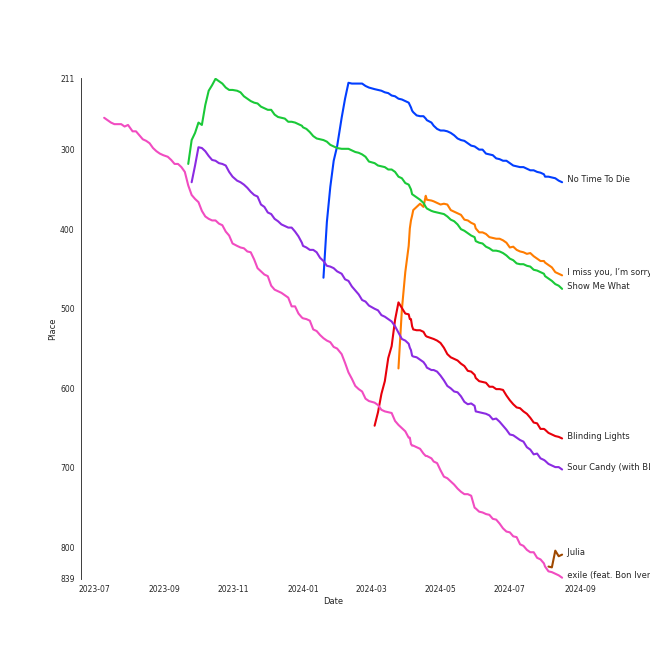 211
300
400
500
600
700
800
839
Place
2023-07
2023-09
2023-11
2024-01
2024-03
2024-05
2024-07
2024-09
Date
No Time To Die
I miss you, I'm sorry
Show Me What
Blinding Lights
Sour Candy (with Bl
Julia
exile (feat. Bon Iver